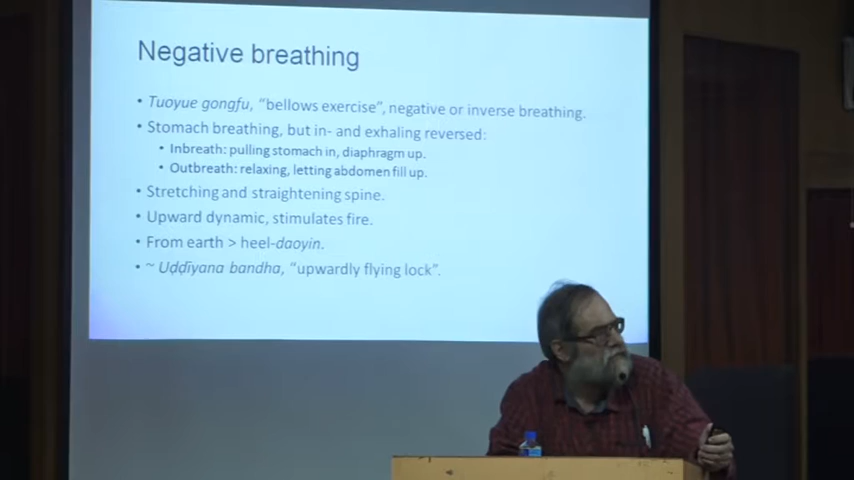 Negative breathing
• Tuoyue gongfu, “bellows exercise”, negative or inverse breathing.
• Stomach breathing, but in- and exhaling reversed:
• Inbreath: pulling stomach in, diaphragm up.
• Outbreath: relaxing, letting abdomen fill up.
• Stretching and straightening spine.
• Upward dynamic, stimulates fire.
• From earth > heel-daoyin.
• ~ Uḍḍīyana bandha, “upwardly flying lock”.